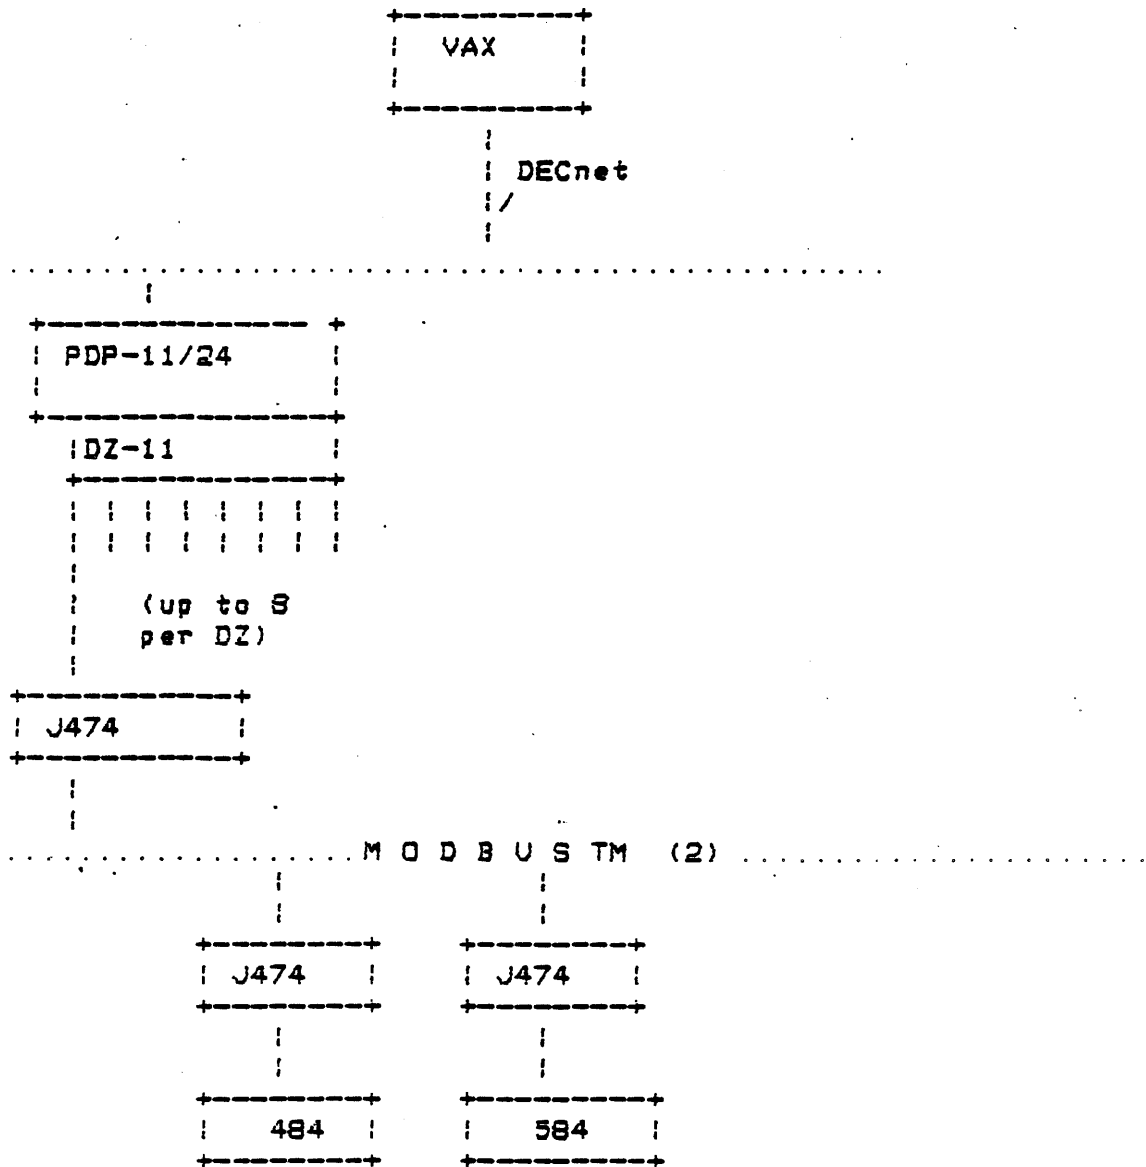 VAX
DECnet
PDP-11/24
DZ-11
(up to 8
per DZ)
J474
M O D B U S TM (2)
J474 J474
484 584